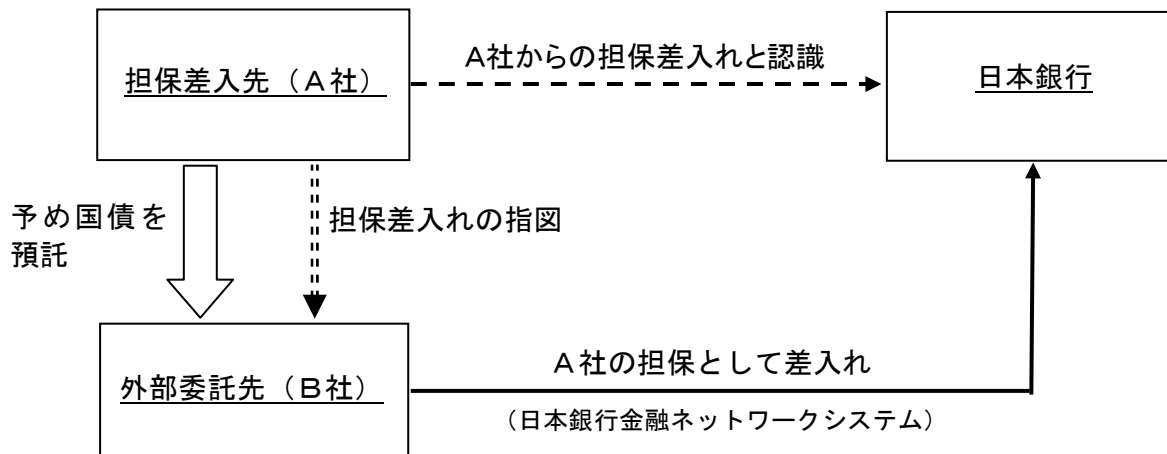 A社からの担保差入れと認識
担保差入先（A社）
日本銀行
予め国債を
預託
担保差入れの指図
外部委託先（B社）
A社の担保として差入れ
（日本銀行金融ネットワークシステム）